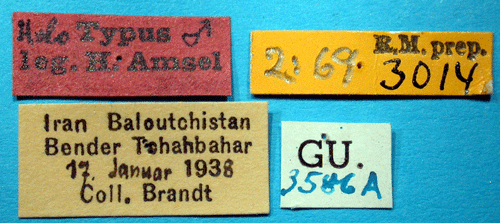 Holo Typus ♂
leg. H. Amsel
R.M. prep.
2: 69. 3014
Iran Baloutchistan
Bender Tchahbahar
17. Januar 1938
Coll. Brandt
GU.
3586A